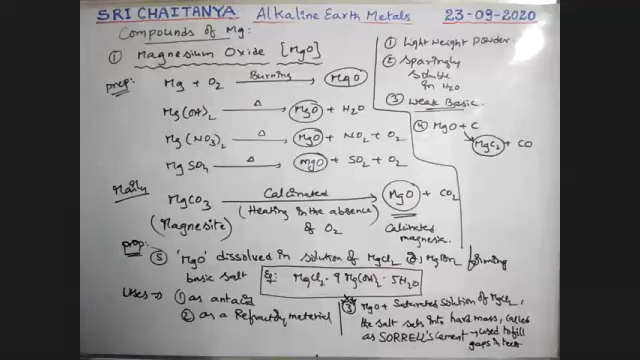 SRI CHAITANYA Alkaline Earth Metals 23-09-2020
Compounds of Mg:
① Magnesium Oxide [MgO]
prep: Mg + O2 Burning → MgO
Mg(OH)2 Δ → MgO + H2O
Mg(NO3)2 Δ → MgO + NO2 + O2
MgSO4 Δ → MgO + SO2 + O2
Mainly MgCO3 Calcinated → MgO + CO2
(Magnesite) (Heating in the absence of O2
Calcinated
magnesia.
① Light Weight Powder.
② Sparingly
Soluble
in H2O
③ Weak Basic.
④ MgO + C
→ MgC2 + CO
Prop:
⑤ 'MgO' dissolved in solution of MgCl2 (or) MgBr2 forming
basic salt Eg: MgCl2 · 9 Mg(OH)2 · 5H2O
Uses → ① as antacid
② as a Refractory material
③ MgO + Saturated solution of MgCl2,
the salt sets into hard mass, called
as SORREL'S cement → used to fill
gaps in teeth.